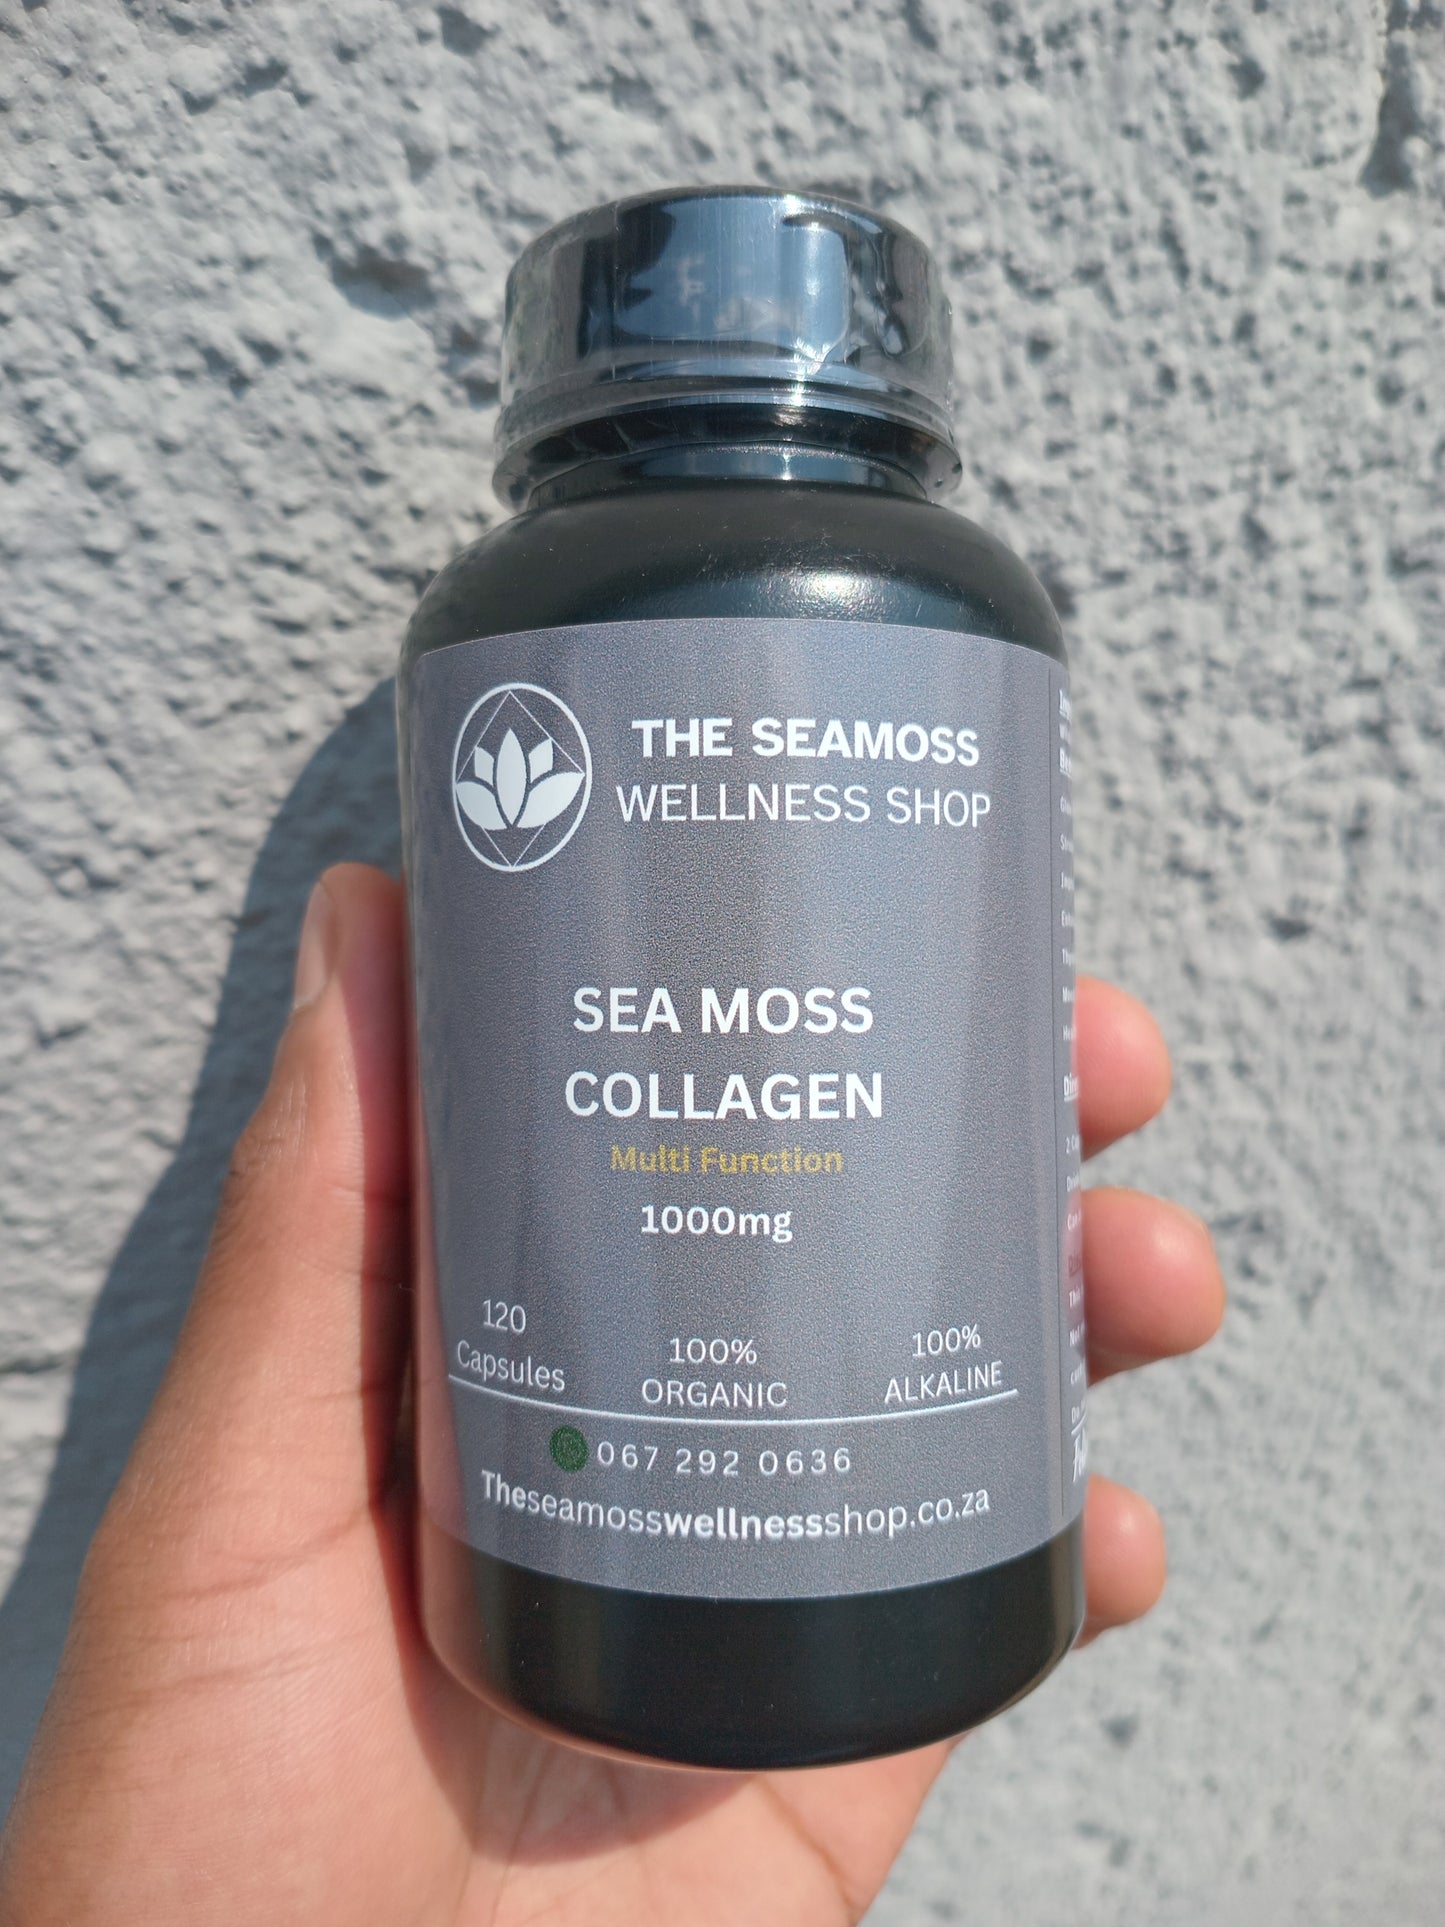 THE SEAMOSS
WELLNESS SHOP
SEA MOSS
COLLAGEN
Multi Function
1000mg
120
Capsules
100%
ORGANIC
100%
ALKALINE
067 292 0636
Theseamosswellnessshop.co.za